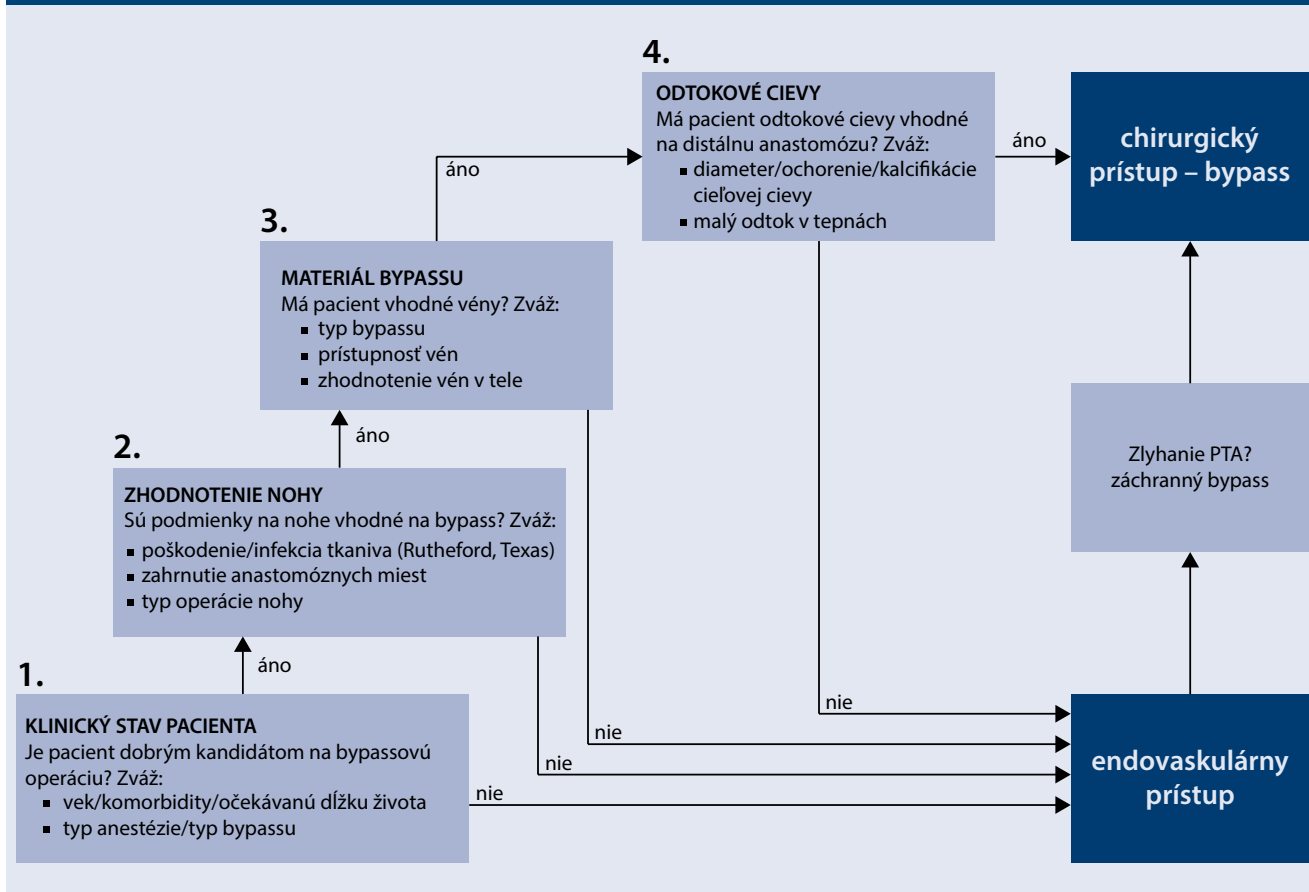 4.
ODTOKOVÉ CIEVY
Má pacient odtokové cievy vhodné
na distálnu anastomózu? Zváž:
▪ diameter/ochorenie/kalcifikácie
cieľovej cievy
▪ malý odtok v tepnách
áno
chirurgický
prístup – bypass
áno
3.
MATERIÁL BYPASSU
Má pacient vhodné vény? Zváž:
▪ typ bypassu
▪ prístupnosť vén
▪ zhodnotenie vén v tele
áno
2.
ZHODNOTENIE NOHY
Sú podmienky na nohe vhodné na bypass? Zváž:
▪ poškodenie/infekcia tkaniva (Rutheford, Texas)
▪ zahrnutie anastomóznych miest
▪ typ operácie nohy
Zlyhanie PTA?
záchranný bypass
áno
1.
KLINICKÝ STAV PACIENTA
Je pacient dobrým kandidátom na bypassovú
operáciu? Zváž:
▪ vek/komorbidity/očakávanú dĺžku života
▪ typ anestézie/typ bypassu
nie
nie
nie
nie
endovaskulárny
prístup